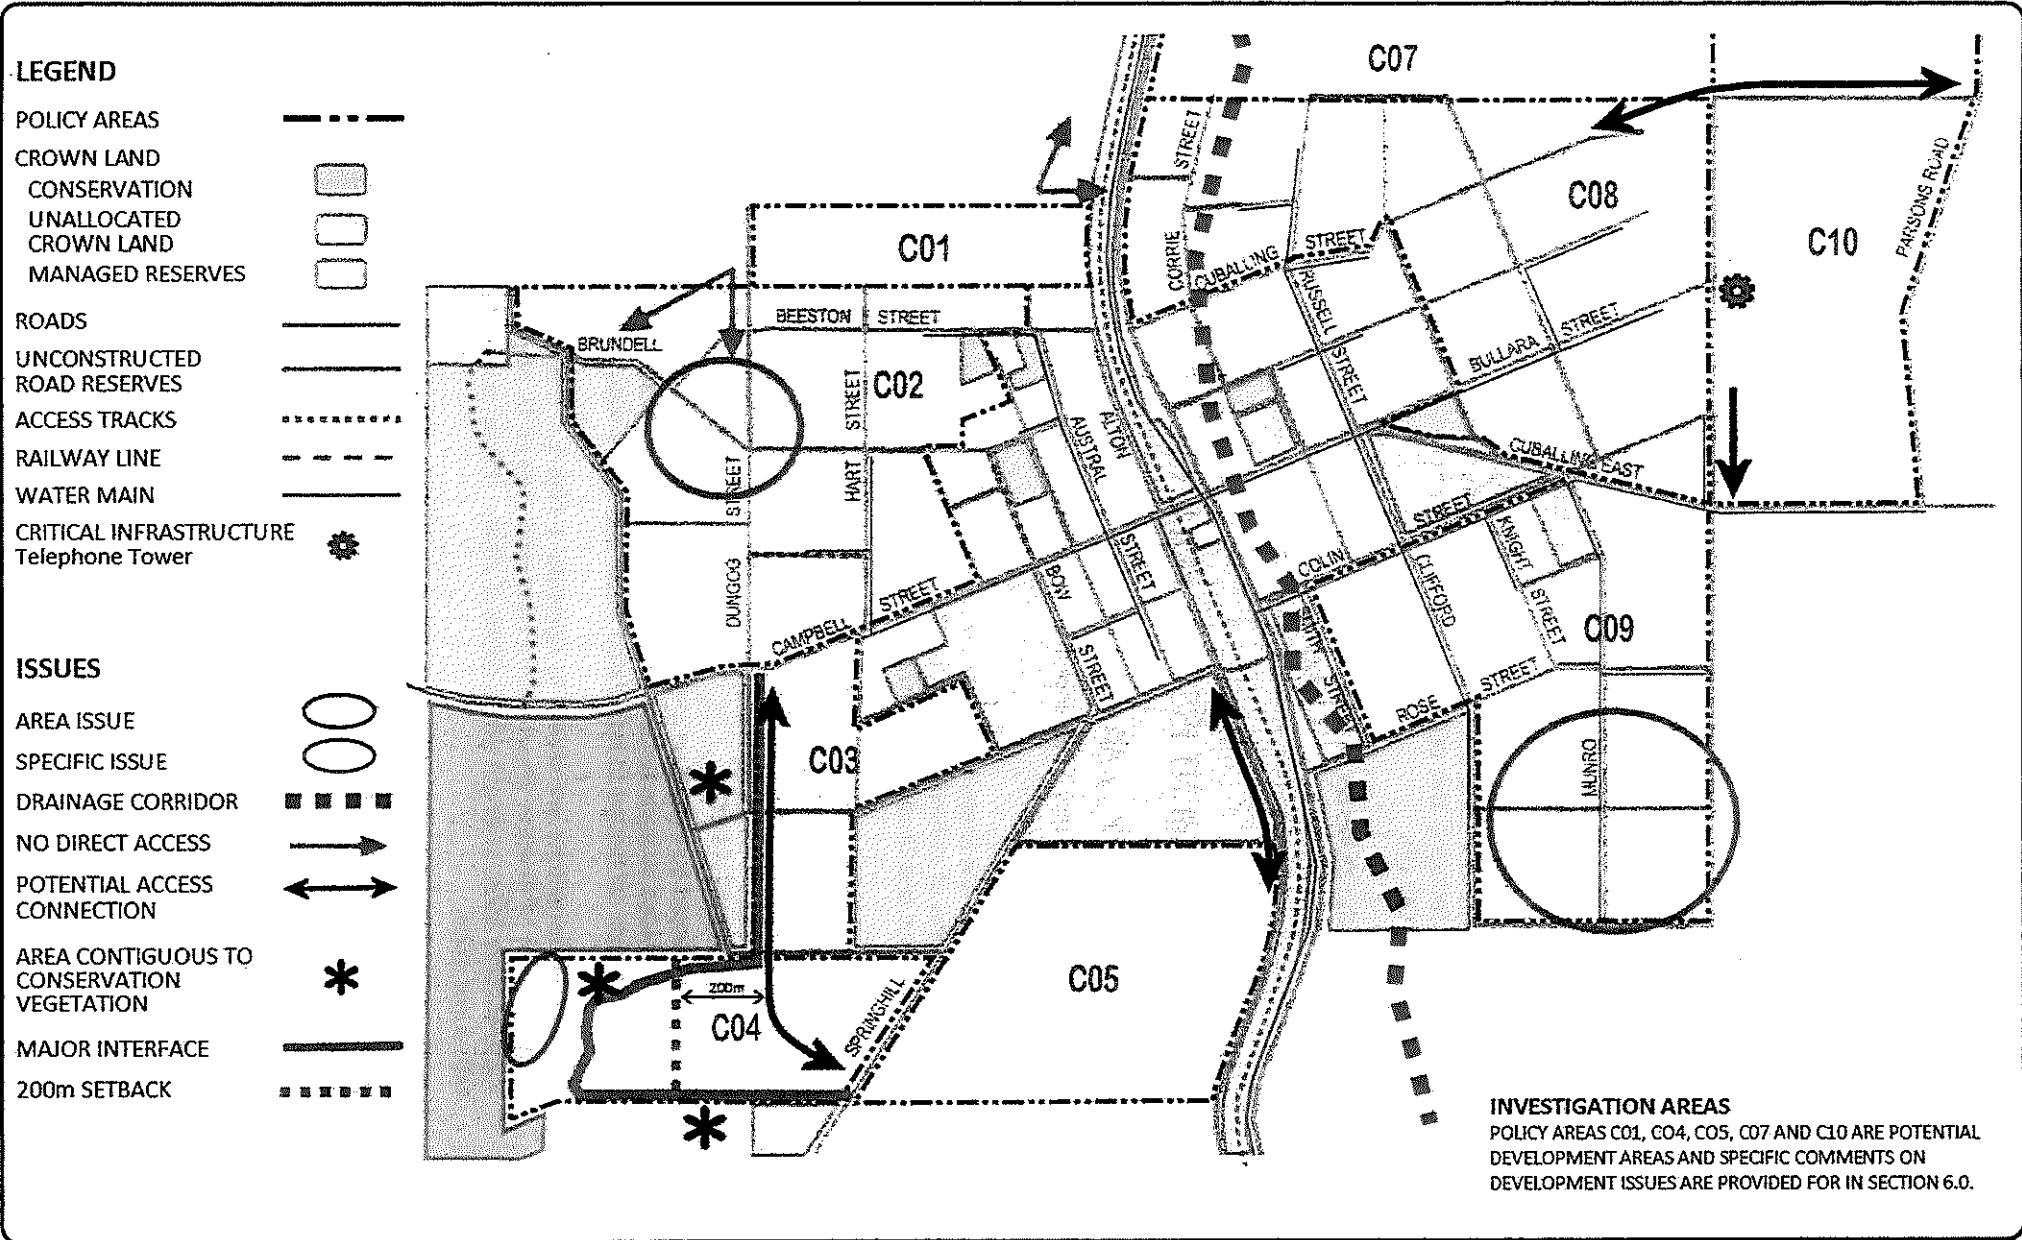 LEGEND
POLICY AREAS
CROWN LAND
CONSERVATION
UNALLOCATED
CROWN LAND
MANAGED RESERVES
ROADS
UNCONSTRUCTED
ROAD RESERVES
ACCESS TRACKS
RAILWAY LINE
WATER MAIN
CRITICAL INFRASTRUCTURE
Telephone Tower
ISSUES
AREA ISSUE
SPECIFIC ISSUE
DRAINAGE CORRIDOR
NO DIRECT ACCESS
POTENTIAL ACCESS
CONNECTION
AREA CONTIGUOUS TO
CONSERVATION
VEGETATION
MAJOR INTERFACE
200m SETBACK
C07
C01
C08
C10
C02
C09
C03
C04
C05
CORRIE STREET
PARSONS ROAD
CUBALLING STREET
BEESTON STREET
BRUNDELL
RUSSELL STREET
BULLARA STREET
HART STREET
AUSTRAL STREET
ALTON
CUBALLING EAST
DUNGOG STREET
CAMPBELL STREET
BOW STREET
COLIN STREET
KNIGHT STREET
CLIFFORD
STREET
ROSE STREET
MUNRO
SPRINGHILL
200m
INVESTIGATION AREAS
POLICY AREAS C01, C04, C05, C07 AND C10 ARE POTENTIAL
DEVELOPMENT AREAS AND SPECIFIC COMMENTS ON
DEVELOPMENT ISSUES ARE PROVIDED FOR IN SECTION 6.0.